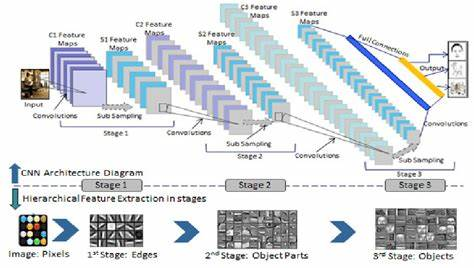 C1 Feature Maps
S1 Feature Maps
C2 Feature Maps
S2 Feature Maps
C3 Feature Maps
S3 Feature Maps
Full Connections
Output
Input
Convolutions
Sub Sampling
Stage 1
Convolutions
Sub Sampling
Stage 2
Convolutions
Sub Sampling
Convolutions
CNN Architecture Diagram
Hierarchical Feature Extraction in stages
Stage 1
Stage 2
Stage 3
Image: Pixels
1st Stage: Edges
2nd Stage: Object Parts
3rd Stage: Objects